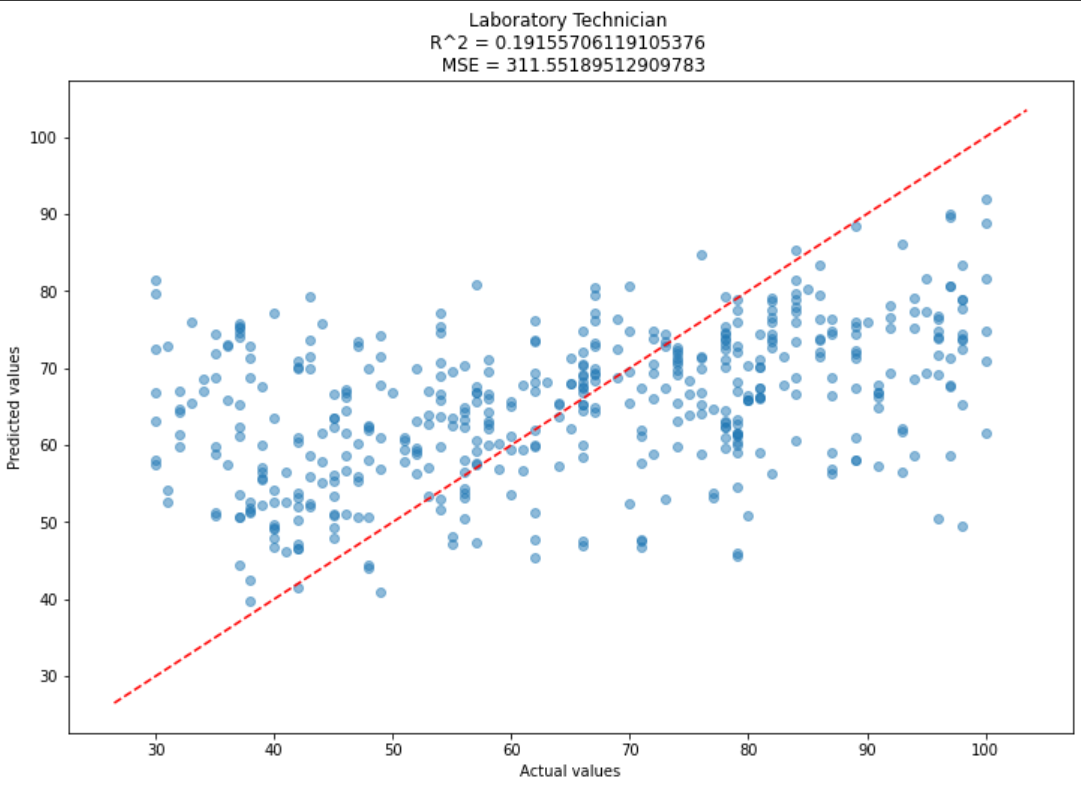 Laboratory Technician
R^2 = 0.19155706119105376
MSE = 311.55189512909783
Predicted values
100
90
80
70
60
50
40
30
30 40 50 60 70 80 90 100
Actual values